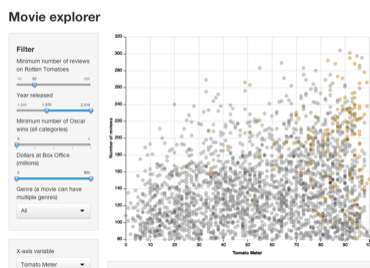 Movie explorer
Filter
Minimum number of reviews
on Rotten Tomatoes
10 80 300
Year released
1,940 1,970 2,014
Minimum number of Oscar
wins (all categories)
0 4
Dollars at Box Office
(millions)
0 800
Genre (a movie can have
multiple genres)
All
X-axis variable
Tomato Meter
Number of reviews
320
300
280
260
240
220
200
180
160
140
120
100
80
0 10 20 30 40 50 60 70 80 90
Tomato Meter